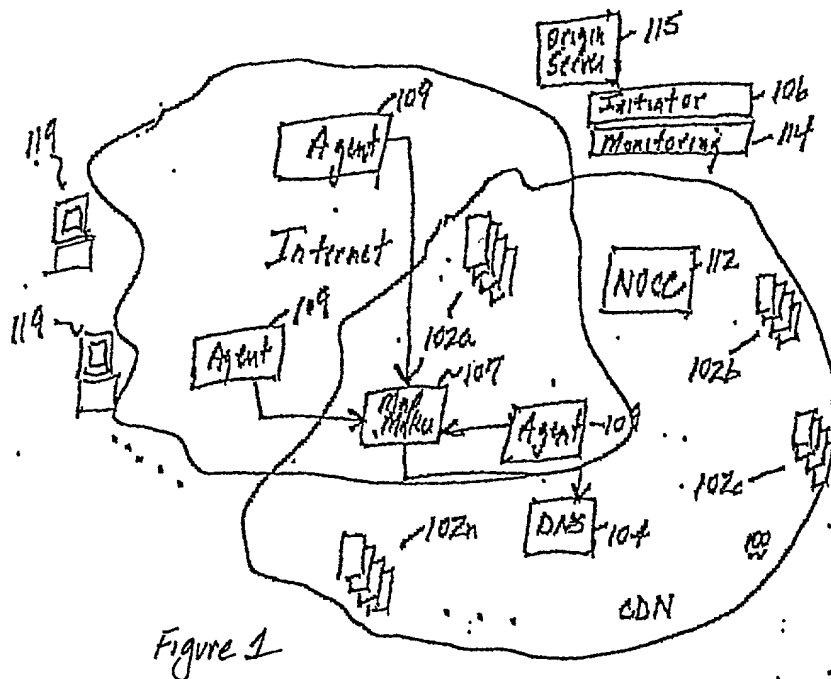 Origin
Server
115
Initiator
106
Monitoring
114
119
Agent
109
Internet
NOCC
112
119
Agent
109
102a
107
102b
Map
Maker
Agent
109
102c
102n
DNS
104
100
CDN
Figure 1